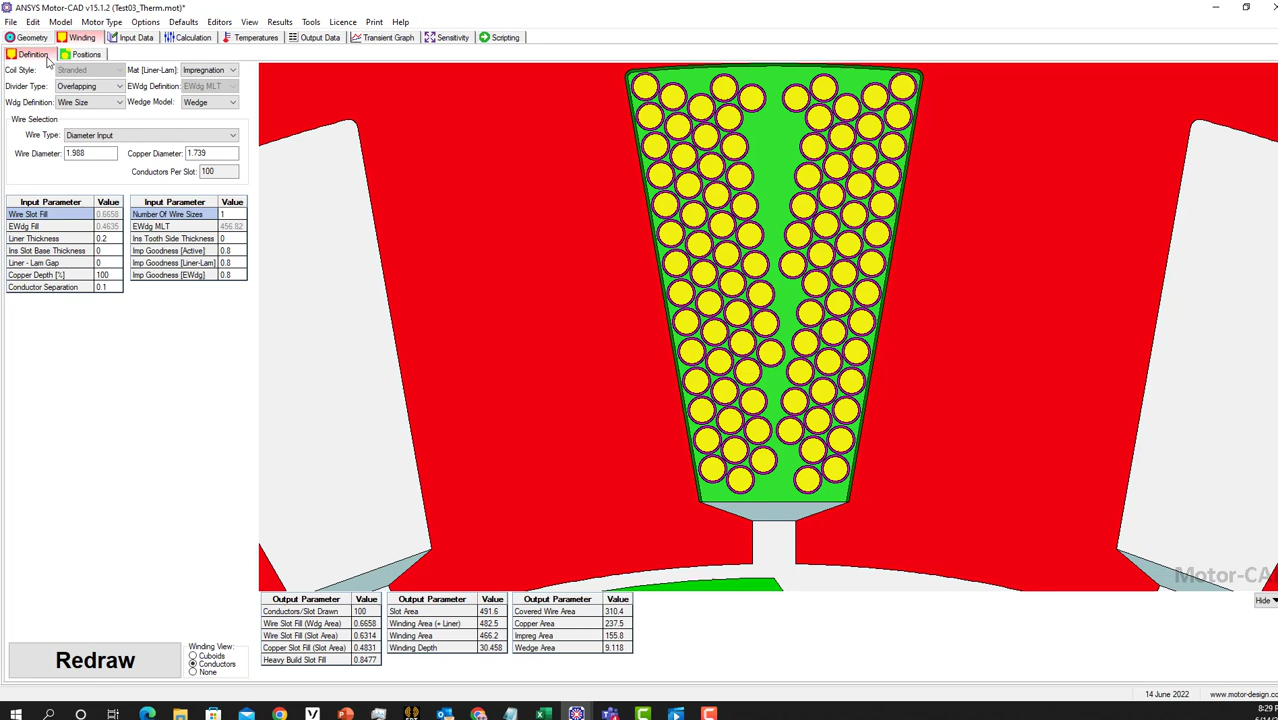 ANSYS Motor-CAD v15.1.2 (Test03_Therm.mot)*
File Edit Model Motor Type Options Defaults Editors View Results Tools Licence Print Help
Geometry Winding Input Data Calculation Temperatures Output Data Transient Graph Sensitivity Scripting
Definition Positions
Coil Style: Stranded Mat [Liner-Lam]: Impregnation
Divider Type: Overlapping EWdg Definition: EWdg MLT
Wdg Definition: Wire Size Wedge Model: Wedge
Wire Selection
Wire Type: Diameter Input
Wire Diameter: 1.988 Copper Diameter: 1.739
Conductors Per Slot: 100
Input Parameter Value Input Parameter Value
Wire Slot Fill 0.6658 Number Of Wire Sizes 1
EWdg Fill 0.4635 EWdg MLT 456.82
Liner Thickness 0.2 Ins Tooth Side Thickness 0
Ins Slot Base Thickness 0 Imp Goodness [Active] 0.8
Liner - Lam Gap 0 Imp Goodness [Liner-Lam] 0.8
Copper Depth [%] 100 Imp Goodness [EWdg] 0.8
Conductor Separation 0.1
Motor-CA
Hide
Output Parameter Value Output Parameter Value Output Parameter Value
Conductors/Slot Drawn 100 Slot Area 491.6 Covered Wire Area 310.4
Wire Slot Fill (Wdg Area) 0.6658 Winding Area (+ Liner) 482.5 Copper Area 237.5
Wire Slot Fill (Slot Area) 0.6314 Winding Area 466.2 Impreg Area 155.8
Copper Slot Fill (Slot Area) 0.4831 Winding Depth 30.458 Wedge Area 9.118
Heavy Build Slot Fill 0.8477
Redraw
Winding View:
Cuboids
Conductors
None
14 June 2022 www.motor-design.co
8:29